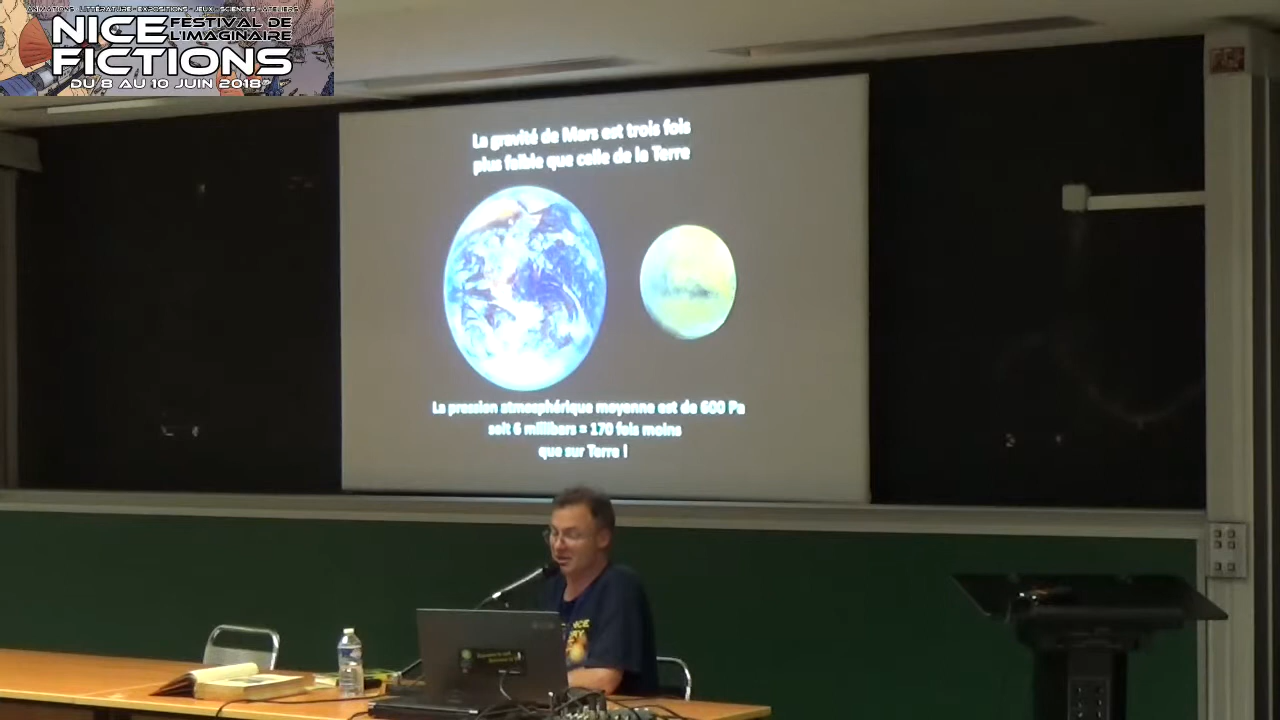 ANIMATIONS - LITTÉRATURE - EXPOSITIONS - JEUX - SCIENCES - ATELIERS
NICE FESTIVAL DE L'IMAGINAIRE
FICTIONS
DU 8 AU 10 JUIN 2018
La gravité de Mars est trois fois
plus faible que celle de la Terre
La pression atmosphérique moyenne est de 600 Pa
soit 6 millibars = 170 fois moins
que sur Terre !